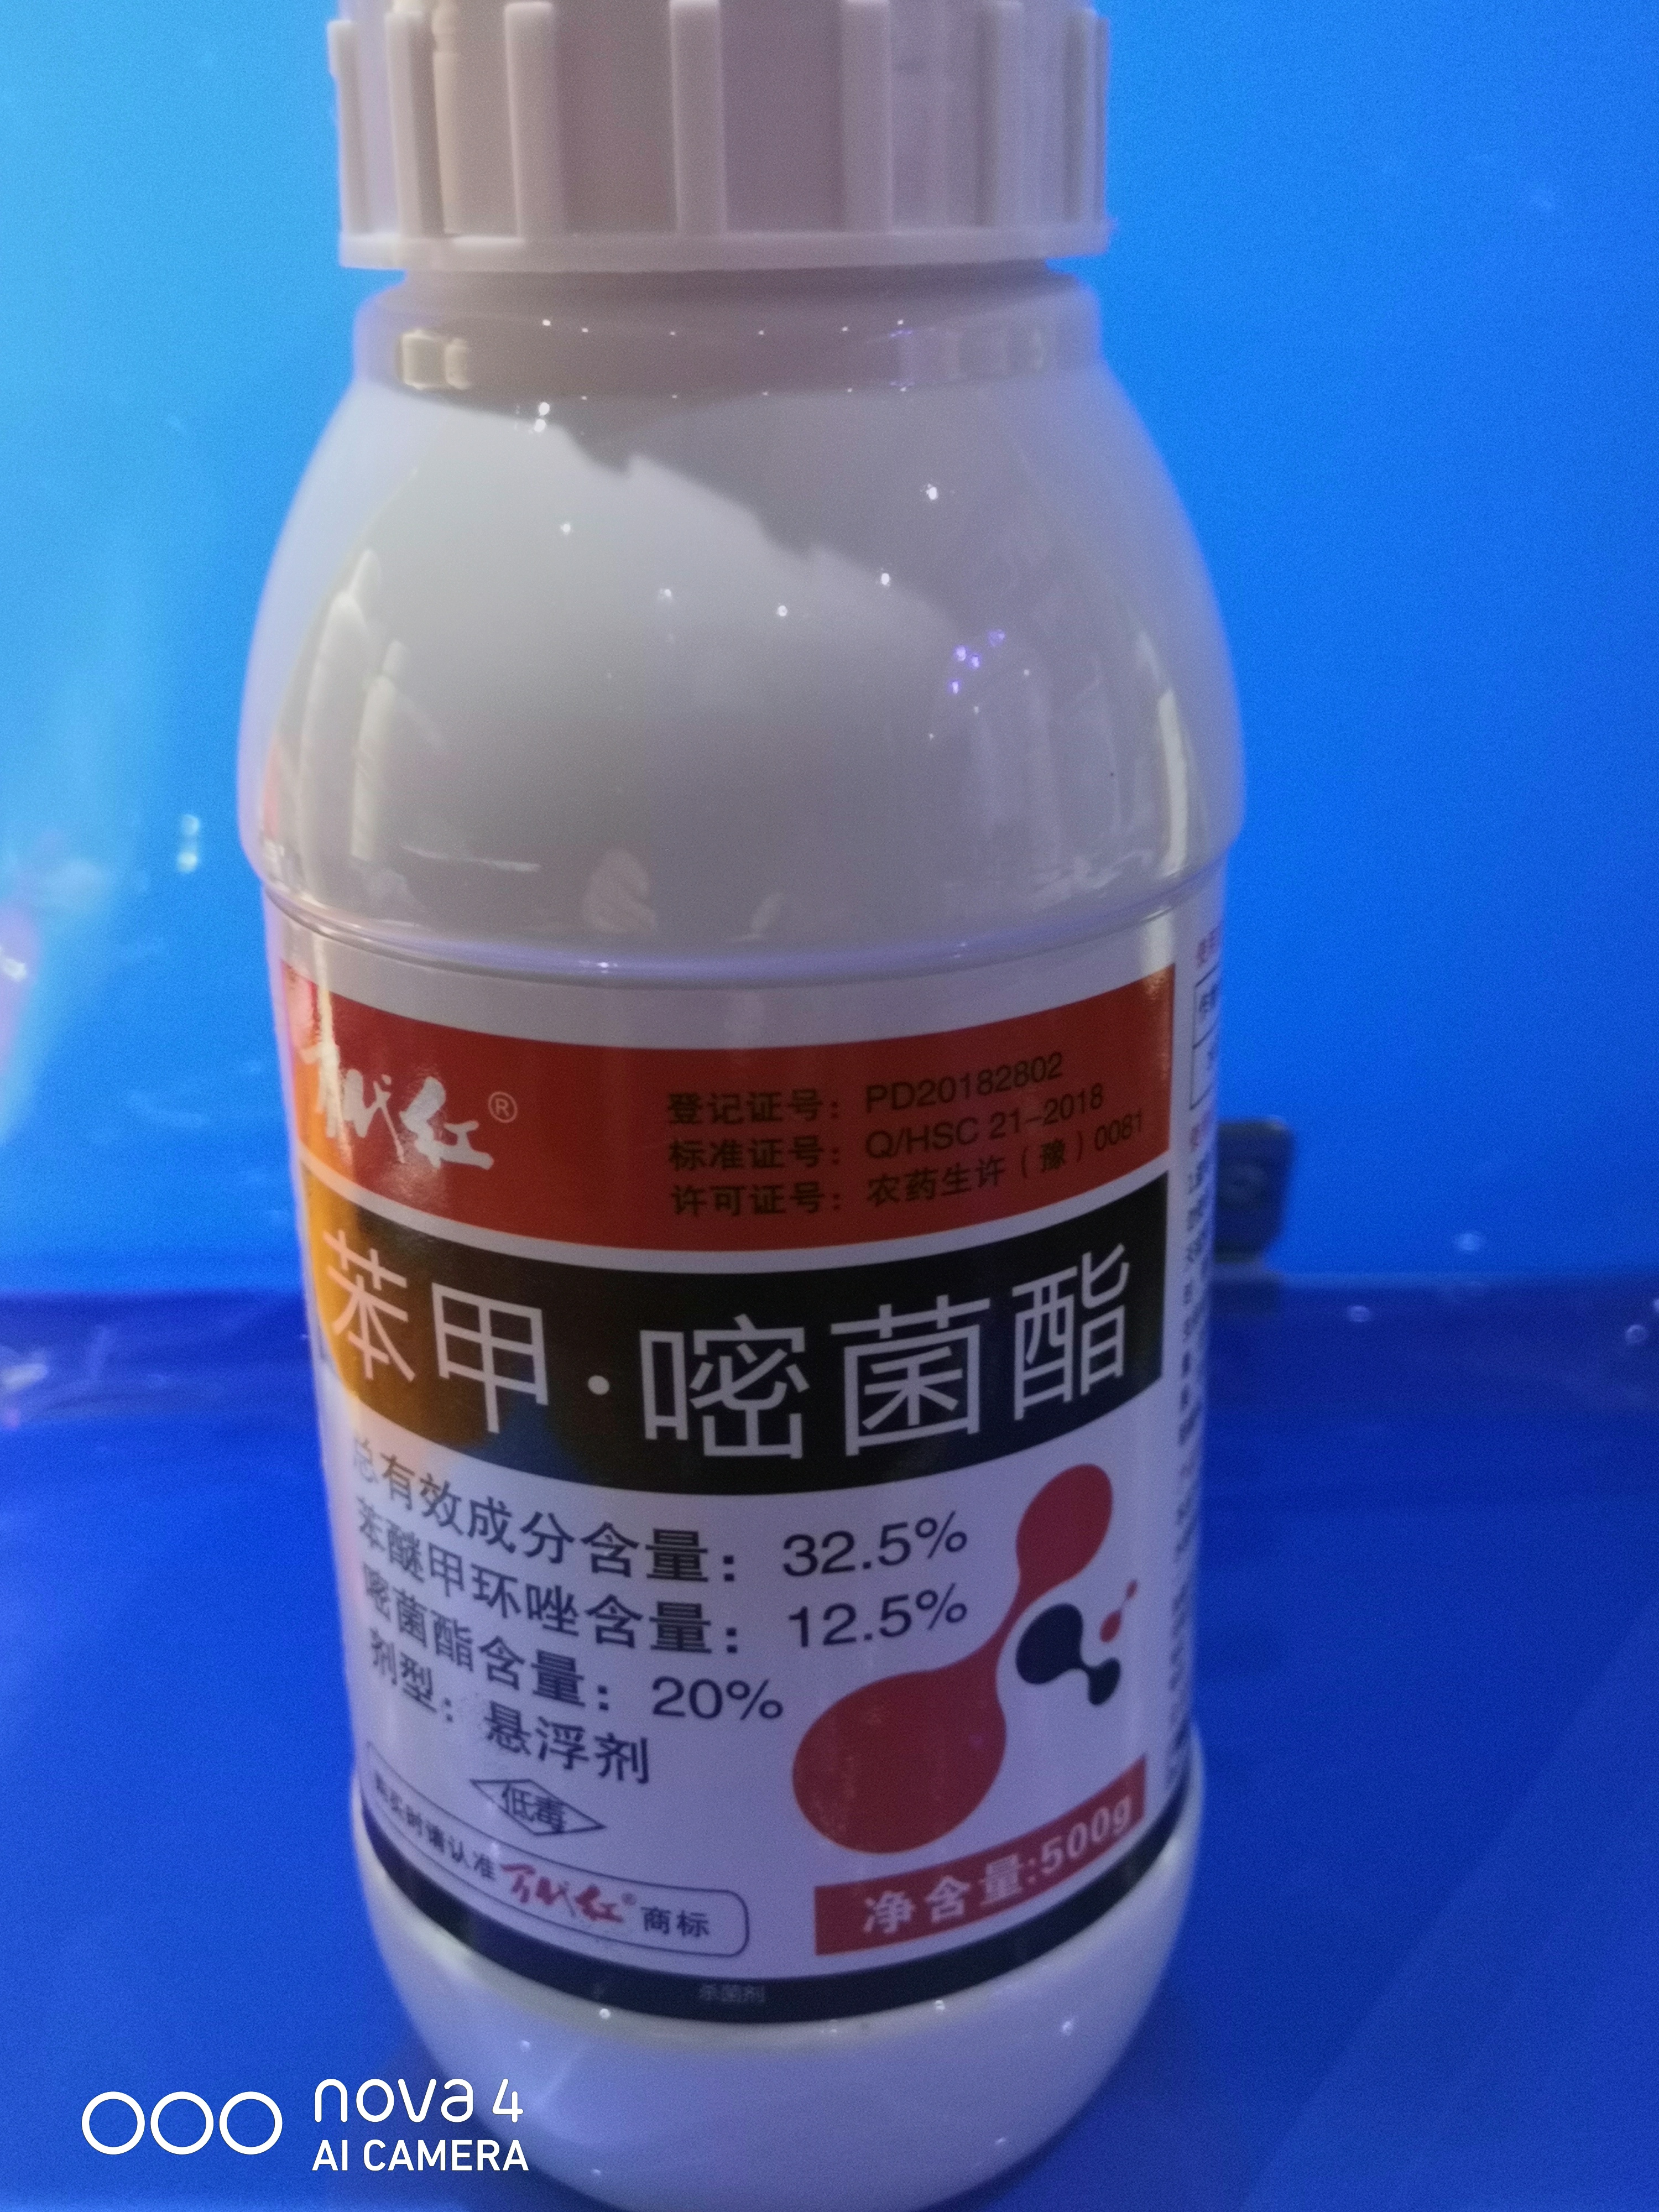 万代红®
登记证号：PD20182802
标准证号：Q/HSC 21-2018
许可证号：农药生许（豫）0081
苯甲·嘧菌酯
总有效成分含量：32.5%
苯醚甲环唑含量：12.5%
嘧菌酯含量：20%
剂型：悬浮剂
低毒
购买时请认准万代红®商标
净含量:500g
杀菌剂
nova 4
AI CAMERA